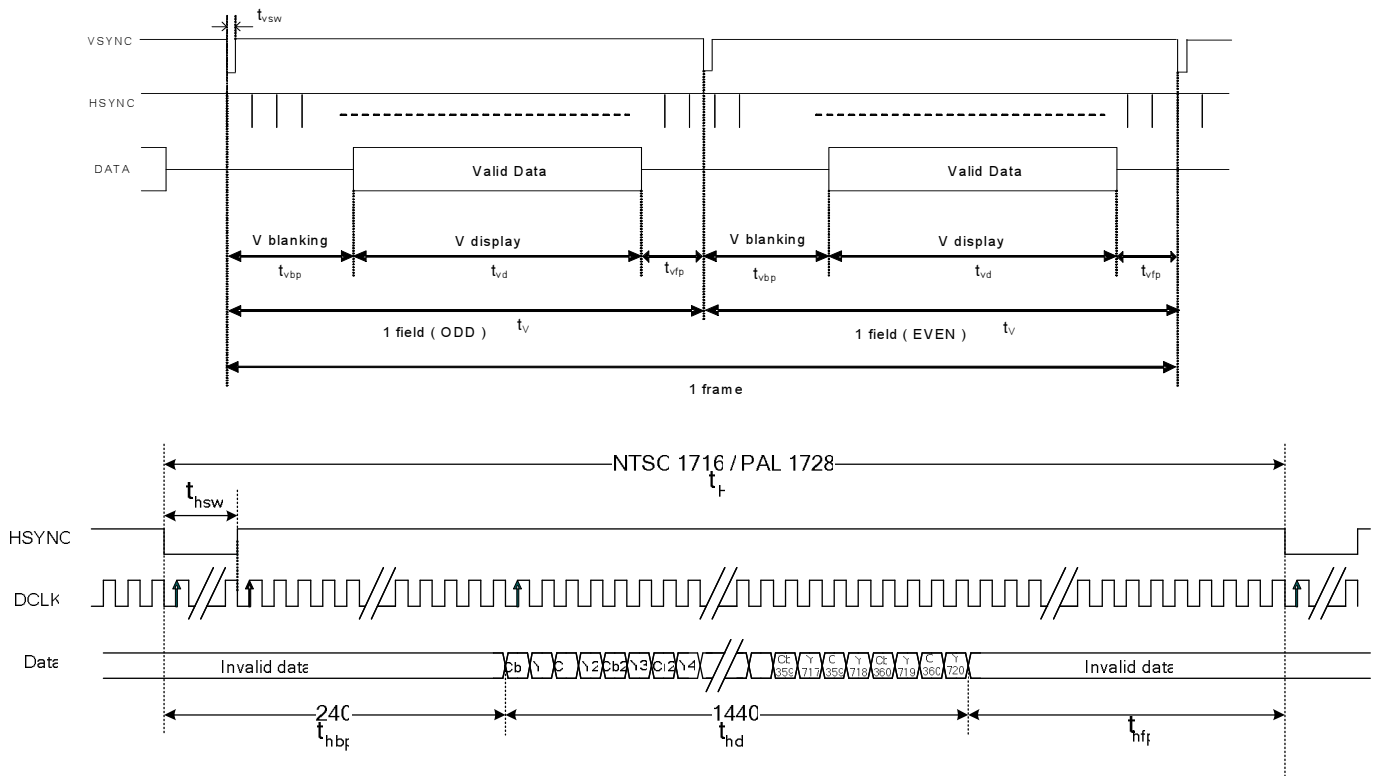 tvsw
VSYNC
HSYNC
DATA
Valid Data
Valid Data
V blanking
V display
V blanking
V display
tvbp
tvd
tvfp
tvbp
tvd
tvfp
1 field ( ODD ) tV
1 field ( EVEN ) tV
1 frame
NTSC 1716 / PAL 1728
tH
thsw
HSYNC
DCLK
Data
Invalid data
Cb Y C Y2 Cb2 Y3 Cr2 Y4
Cb 359 Y 717 C 359 Y 718 Cb 360 Y 719 C 360 Y 720
Invalid data
240
thbp
1440
thd
thfp